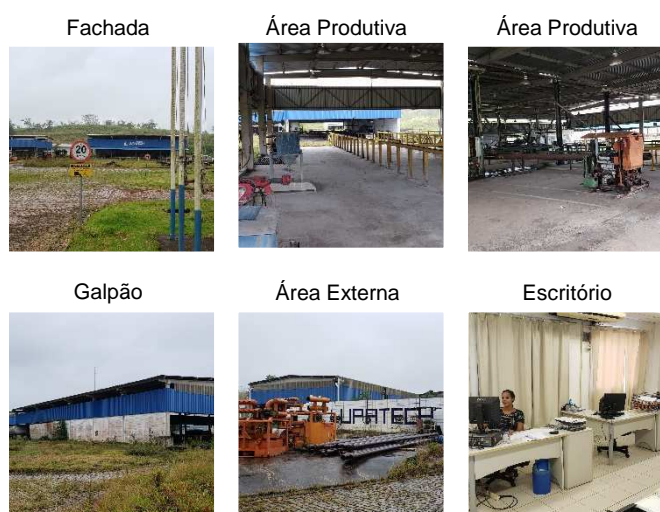 Fachada
Área Produtiva
Área Produtiva
20
Galpão
Área Externa
Escritório